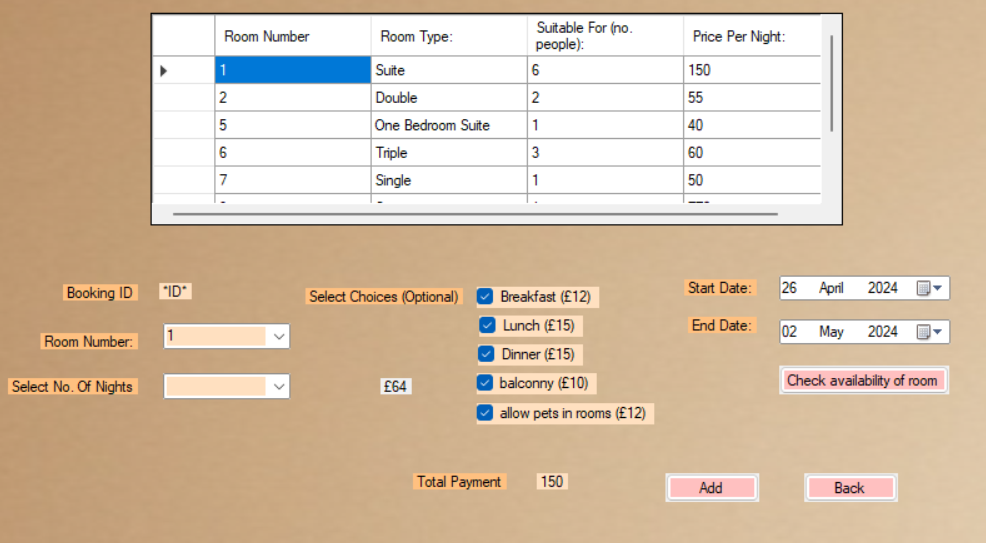 Room Number Room Type: Suitable For (no. people): Price Per Night:
1 Suite 6 150
2 Double 2 55
5 One Bedroom Suite 1 40
6 Triple 3 60
7 Single 1 50
Booking ID *ID*
Select Choices (Optional) Breakfast (£12)
Start Date: 26 April 2024
Room Number: 1
Lunch (£15)
End Date: 02 May 2024
Dinner (£15)
Select No. Of Nights
£64
balconny (£10)
Check availability of room
allow pets in rooms (£12)
Total Payment 150
Add
Back